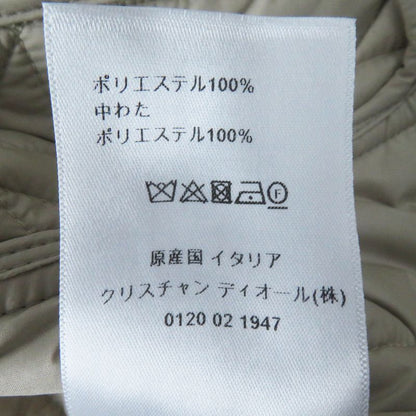 ポリエステル100%
中わた
ポリエステル100%
F
原産国 イタリア
クリスチャン ディオール(株)
0120 02 1947